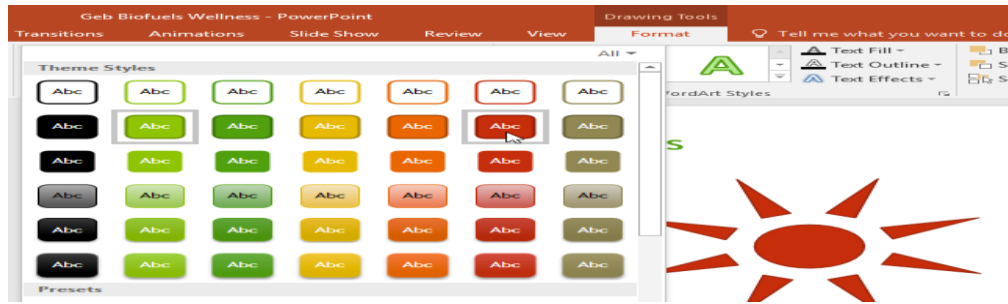 Geb Biofuels Wellness - PowerPoint Drawing Tools
Transitions Animations Slide Show Review View Format Tell me what you want to do
All
Theme Styles
Text Fill
Text Outline
Text Effects
WordArt Styles
Abc Abc Abc Abc Abc Abc Abc
Abc Abc Abc Abc Abc Abc Abc
Abc Abc Abc Abc Abc Abc Abc
Abc Abc Abc Abc Abc Abc Abc
Abc Abc Abc Abc Abc Abc Abc
Abc Abc Abc Abc Abc Abc Abc
Presets